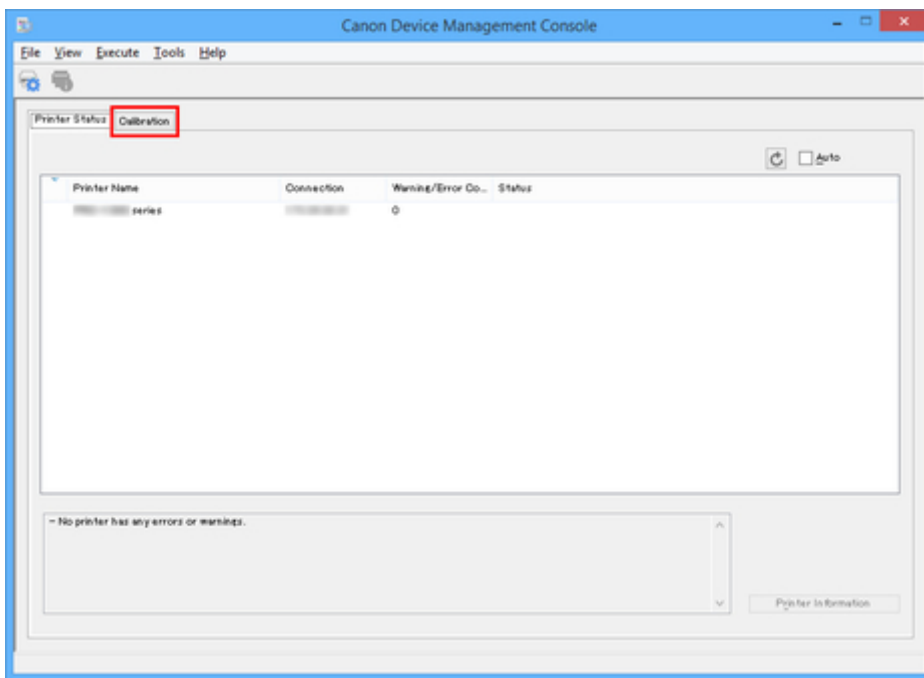 Canon Device Management Console
File View Execute Tools Help
Printer Status Calibration
Auto
Printer Name Connection Warning/Error Co... Status
series 0
- No printer has any errors or warnings.
Printer Information